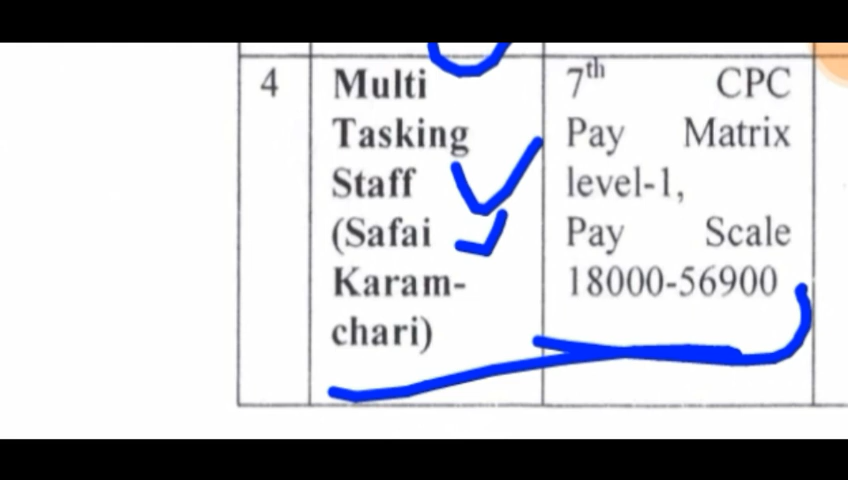 4
Multi
Tasking
Staff
(Safai
Karam-
chari)
7th CPC
Pay Matrix
level-1,
Pay Scale
18000-56900